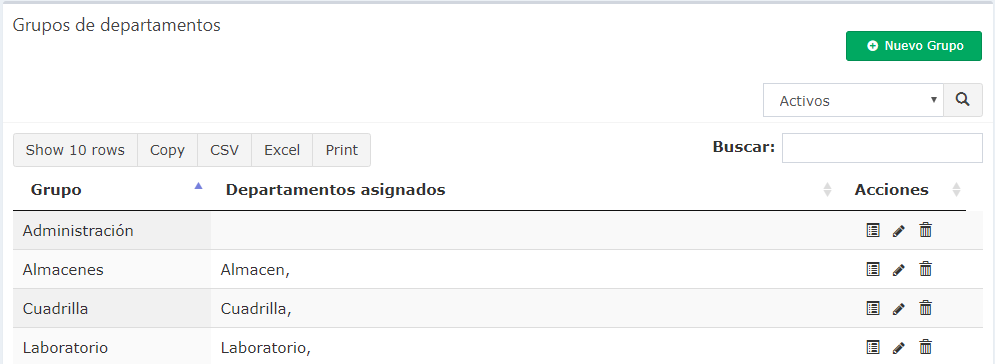 Grupos de departamentos
Nuevo Grupo
Activos
Show 10 rows Copy CSV Excel Print Buscar:
Grupo Departamentos asignados Acciones
Administración
Almacenes Almacen,
Cuadrilla Cuadrilla,
Laboratorio Laboratorio,